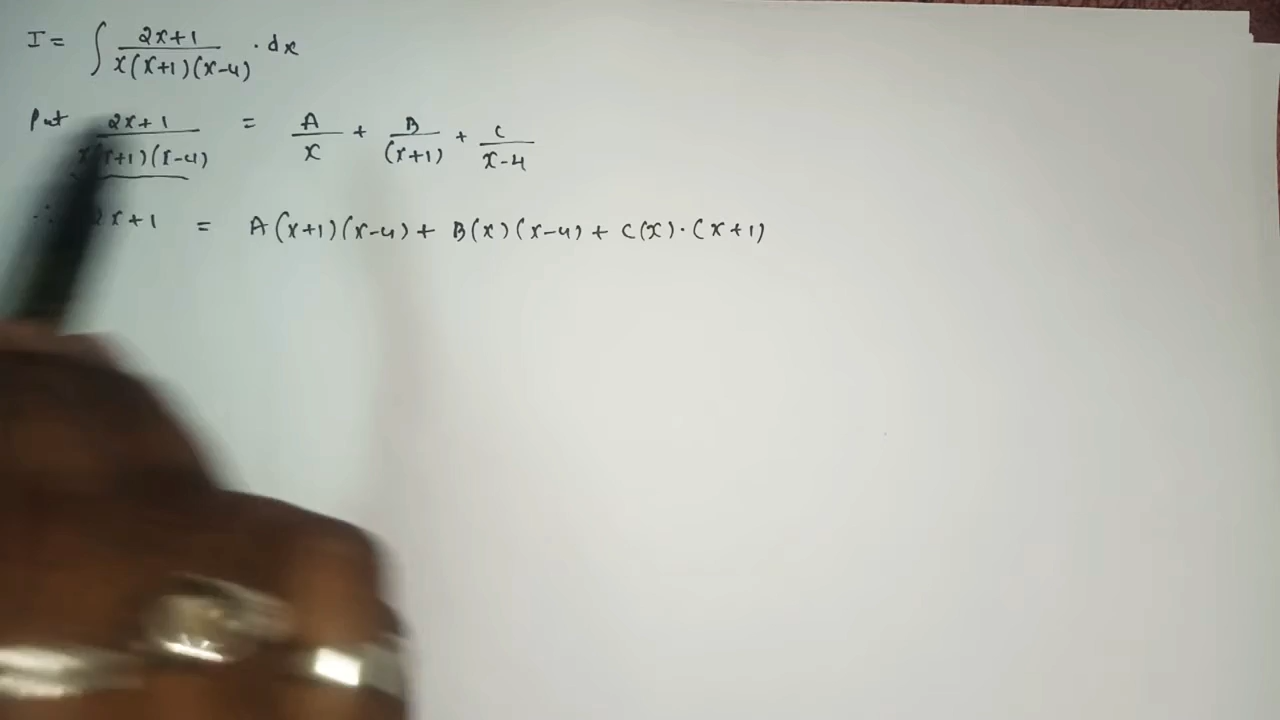 I = ∫ 2x+1 / x(x+1)(x-4) . dx
Put 2x+1 / x(x+1)(x-4) = A / x + B / (x+1) + C / x-4
∴ 2x+1 = A(x+1)(x-4) + B(x)(x-4) + C(x).(x+1)